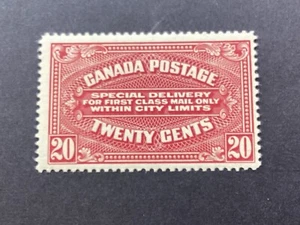 CANADA POSTAGE
SPECIAL DELIVERY
FOR FIRST CLASS MAIL ONLY
WITHIN CITY LIMITS
TWENTY CENTS
20 20